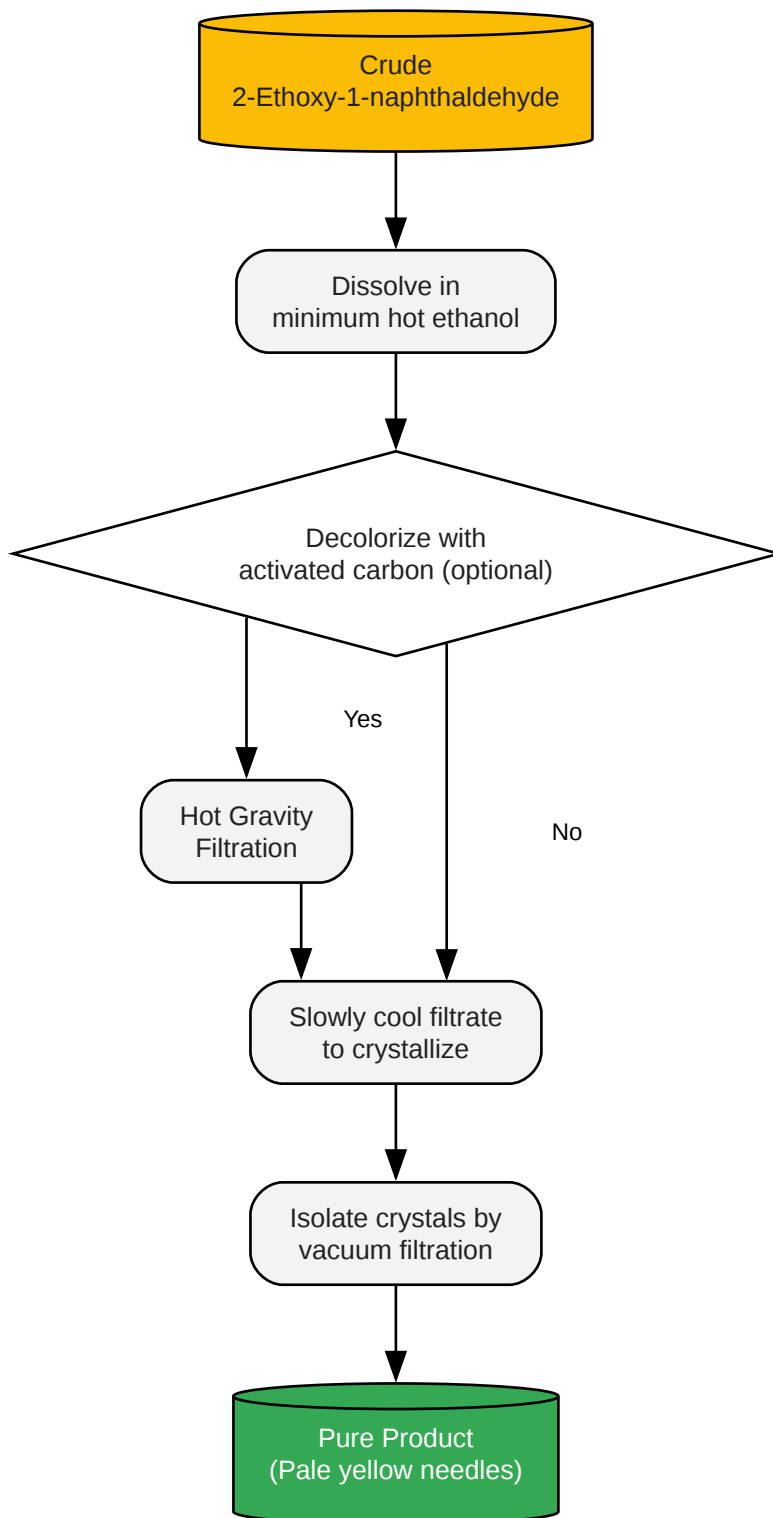 Crude
2-Ethoxy-1-naphthaldehyde
Dissolve in
minimum hot ethanol
Decolorize with
activated carbon (optional)
Yes
Hot Gravity
Filtration
No
Slowly cool filtrate
to crystallize
Isolate crystals by
vacuum filtration
Pure Product
(Pale yellow needles)